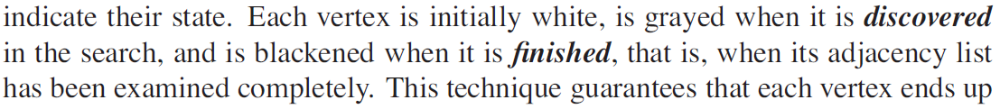 indicate their state. Each vertex is initially white, is grayed when it is discovered
in the search, and is blackened when it is finished, that is, when its adjacency list
has been examined completely. This technique guarantees that each vertex ends up